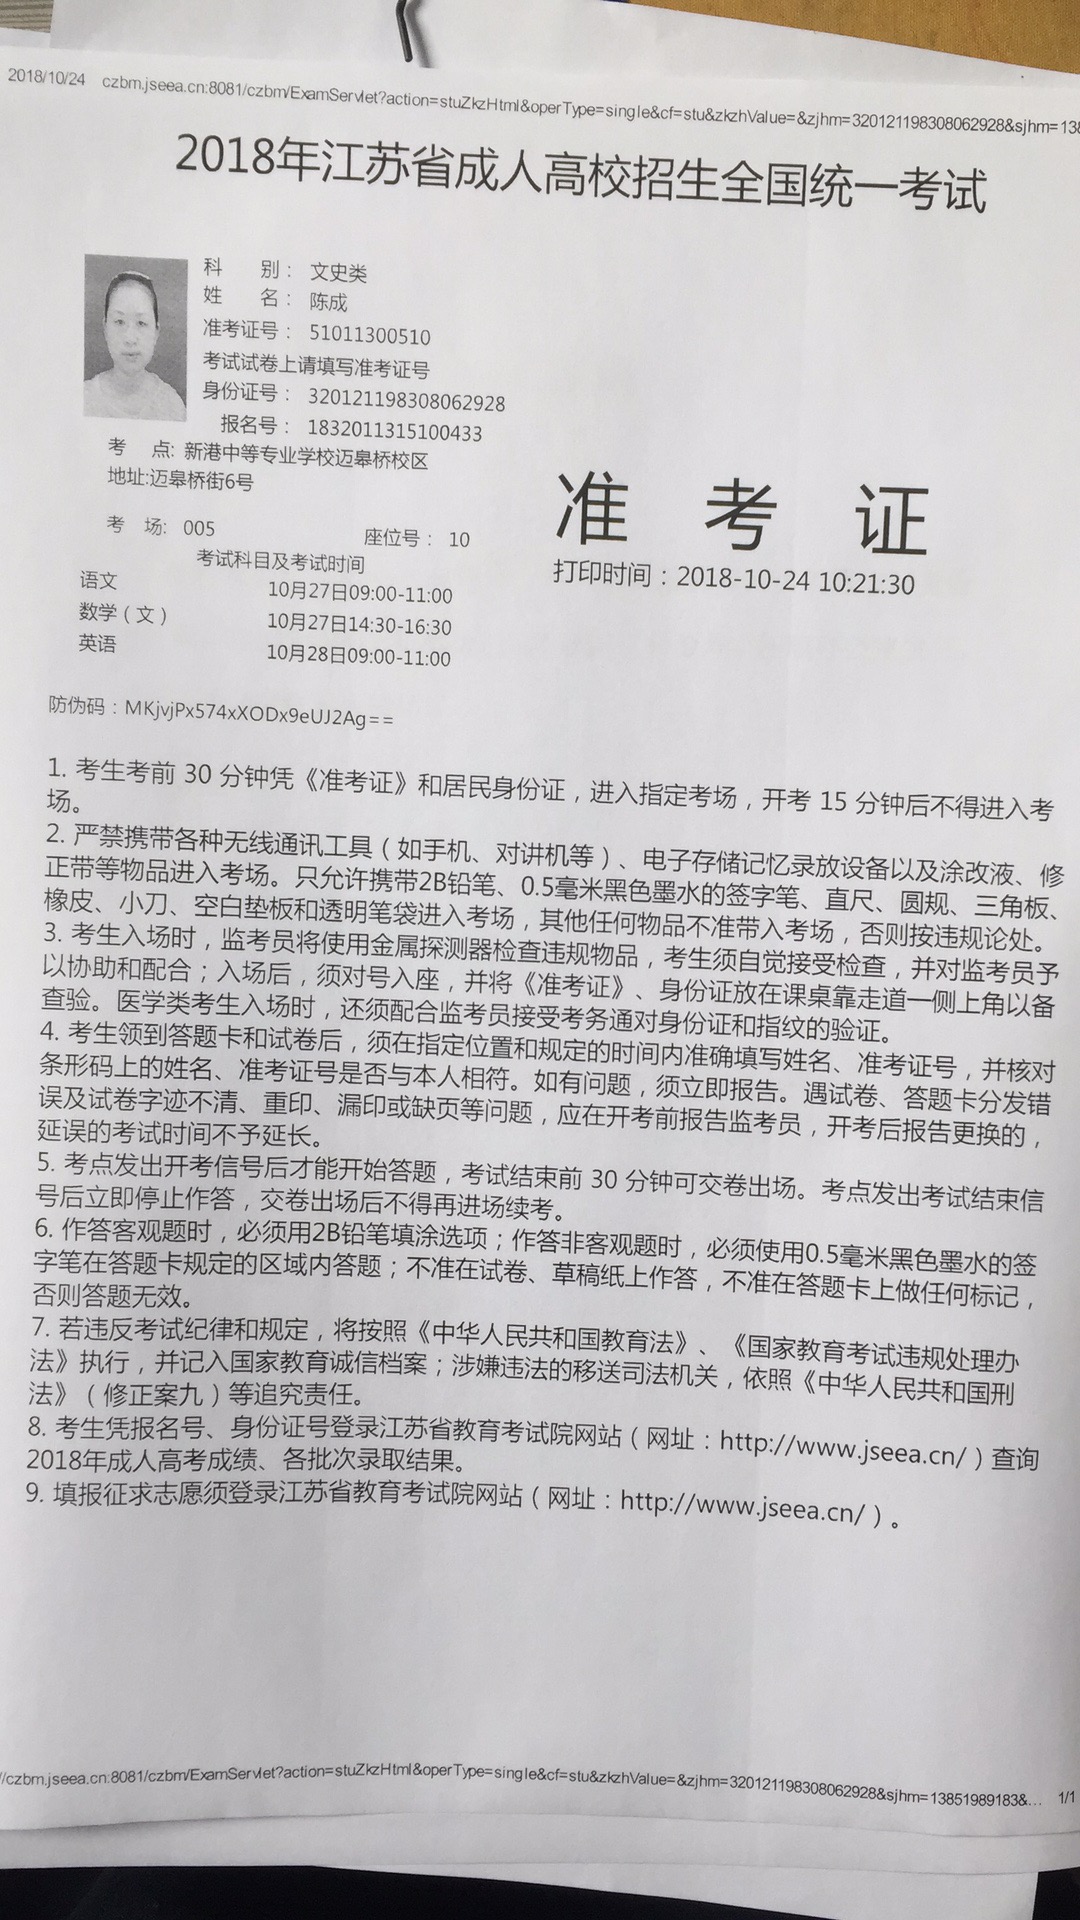 2018/10/24 czbm.jseea.cn:8081/czbm/ExamServlet?action=stuZkzHtml&operType=single&cf=stu&zkzhValue=&zjhm=320121198308062928&sjhm=138
2018年江苏省成人高校招生全国统一考试
科 别： 文史类
姓 名： 陈成
准考证号： 51011300510
考试试卷上请填写准考证号
身份证号： 320121198308062928
报名号： 1832011315100433
考 点: 新港中等专业学校迈皋桥校区
地址:迈皋桥街6号
准 考 证
考 场: 005 座位号： 10
打印时间：2018-10-24 10:21:30
考试科目及考试时间
语文 10月27日09:00-11:00
数学（文） 10月27日14:30-16:30
英语 10月28日09:00-11:00
防伪码：MKjvjPx574xXODx9eUJ2Ag==
1. 考生考前 30 分钟凭《准考证》和居民身份证，进入指定考场，开考 15 分钟后不得进入考
场。
2. 严禁携带各种无线通讯工具（如手机、对讲机等）、电子存储记忆录放设备以及涂改液、修
正带等物品进入考场。只允许携带2B铅笔、0.5毫米黑色墨水的签字笔、直尺、圆规、三角板、
橡皮、小刀、空白垫板和透明笔袋进入考场，其他任何物品不准带入考场，否则按违规论处。
3. 考生入场时，监考员将使用金属探测器检查违规物品，考生须自觉接受检查，并对监考员予
以协助和配合；入场后，须对号入座，并将《准考证》、身份证放在课桌靠走道一侧上角以备
查验。医学类考生入场时，还须配合监考员接受考务通对身份证和指纹的验证。
4. 考生领到答题卡和试卷后，须在指定位置和规定的时间内准确填写姓名、准考证号，并核对
条形码上的姓名、准考证号是否与本人相符。如有问题，须立即报告。遇试卷、答题卡分发错
误及试卷字迹不清、重印、漏印或缺页等问题，应在开考前报告监考员，开考后报告更换的，
延误的考试时间不予延长。
5. 考点发出开考信号后才能开始答题，考试结束前 30 分钟可交卷出场。考点发出考试结束信
号后立即停止作答，交卷出场后不得再进场续考。
6. 作答客观题时，必须用2B铅笔填涂选项；作答非客观题时，必须使用0.5毫米黑色墨水的签
字笔在答题卡规定的区域内答题；不准在试卷、草稿纸上作答，不准在答题卡上做任何标记，
否则答题无效。
7. 若违反考试纪律和规定，将按照《中华人民共和国教育法》、《国家教育考试违规处理办
法》执行，并记入国家教育诚信档案；涉嫌违法的移送司法机关，依照《中华人民共和国刑
法》（修正案九）等追究责任。
8. 考生凭报名号、身份证号登录江苏省教育考试院网站（网址：http://www.jseea.cn/）查询
2018年成人高考成绩、各批次录取结果。
9. 填报征求志愿须登录江苏省教育考试院网站（网址：http://www.jseea.cn/）。
//czbm.jseea.cn:8081/czbm/ExamServlet?action=stuZkzHtml&operType=single&cf=stu&zkzhValue=&zjhm=320121198308062928&sjhm=13851989183&... 1/1